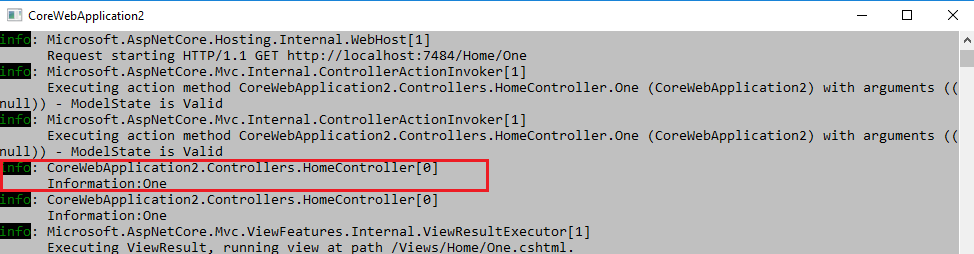 CoreWebApplication2
info: Microsoft.AspNetCore.Hosting.Internal.WebHost[1]
Request starting HTTP/1.1 GET http://localhost:7484/Home/One
info: Microsoft.AspNetCore.Mvc.Internal.ControllerActionInvoker[1]
Executing action method CoreWebApplication2.Controllers.HomeController.One (CoreWebApplication2) with arguments ((
null)) - ModelState is Valid
info: Microsoft.AspNetCore.Mvc.Internal.ControllerActionInvoker[1]
Executing action method CoreWebApplication2.Controllers.HomeController.One (CoreWebApplication2) with arguments ((
null)) - ModelState is Valid
info: CoreWebApplication2.Controllers.HomeController[0]
Information:One
info: CoreWebApplication2.Controllers.HomeController[0]
Information:One
info: Microsoft.AspNetCore.Mvc.ViewFeatures.Internal.ViewResultExecutor[1]
Executing ViewResult, running view at path /Views/Home/One.cshtml.